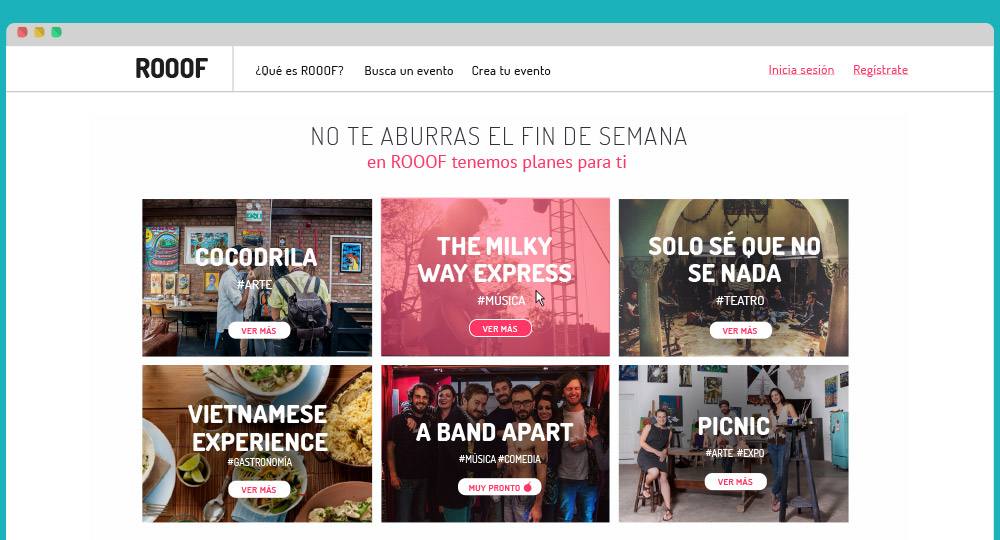 ROOOF
¿Qué es ROOOF? Busca un evento Crea tu evento
Inicia sesión Regístrate
NO TE ABURRAS EL FIN DE SEMANA
en ROOOF tenemos planes para ti
COCODRILA
#ARTE
VER MÁS
THE MILKY
WAY EXPRESS
#MÚSICA
VER MÁS
SOLO SÉ QUE NO
SE NADA
#TEATRO
VER MÁS
VIETNAMESE
EXPERIENCE
#GASTRONOMÍA
VER MÁS
A BAND APART
#MÚSICA #COMEDIA
MUY PRONTO
PICNIC
#ARTE #EXPO
VER MÁS